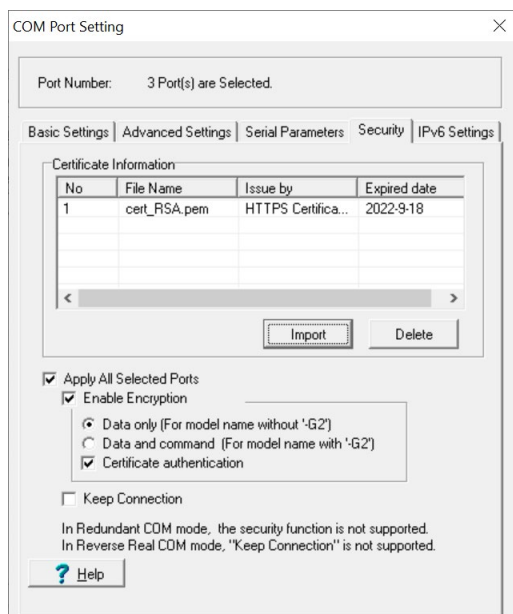 COM Port Setting
Port Number: 3 Port(s) are Selected.
Basic Settings Advanced Settings Serial Parameters Security IPv6 Settings
Certificate Information
No File Name Issue by Expired date
1 cert_RSA.pem HTTPS Certifica... 2022-9-18
Import Delete
Apply All Selected Ports
Enable Encryption
Data only (For model name without '-G2')
Data and command (For model name with '-G2')
Certificate authentication
Keep Connection
In Redundant COM mode, the security function is not supported.
In Reverse Real COM mode, "Keep Connection" is not supported.
? Help